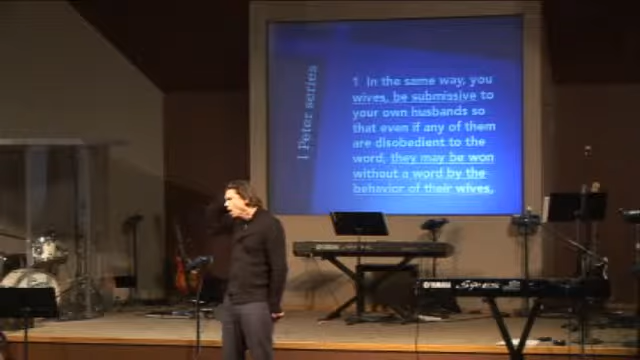 I Peter series
1 In the same way, you
wives, be submissive to
your own husbands so
that even if any of them
are disobedient to the
word, they may be won
without a word by the
behavior of their wives,
YAMAHA